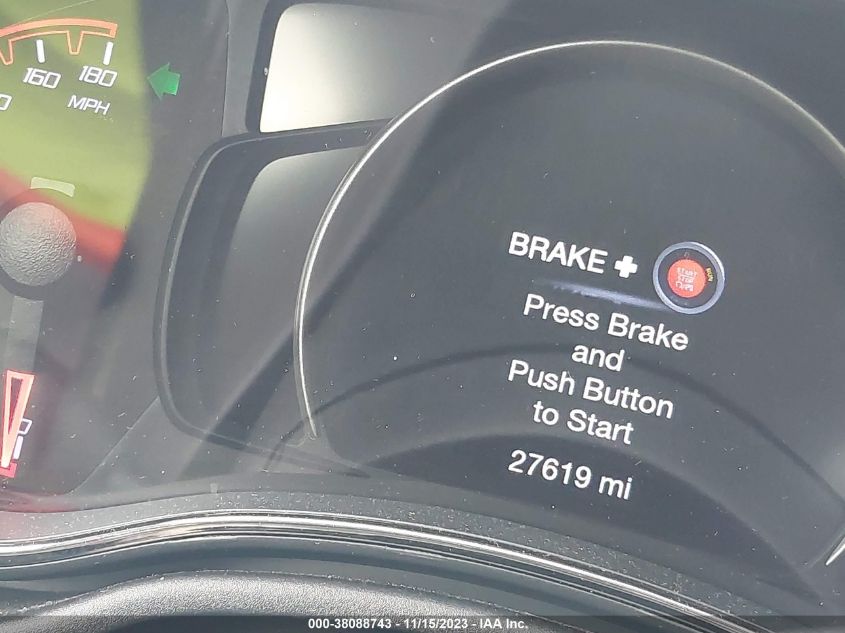 160 180
MPH
BRAKE +
START
STOP
RUN
Press Brake
and
Push Button
to Start
27619 mi
000-38088743 - 11/15/2023 - IAA Inc.